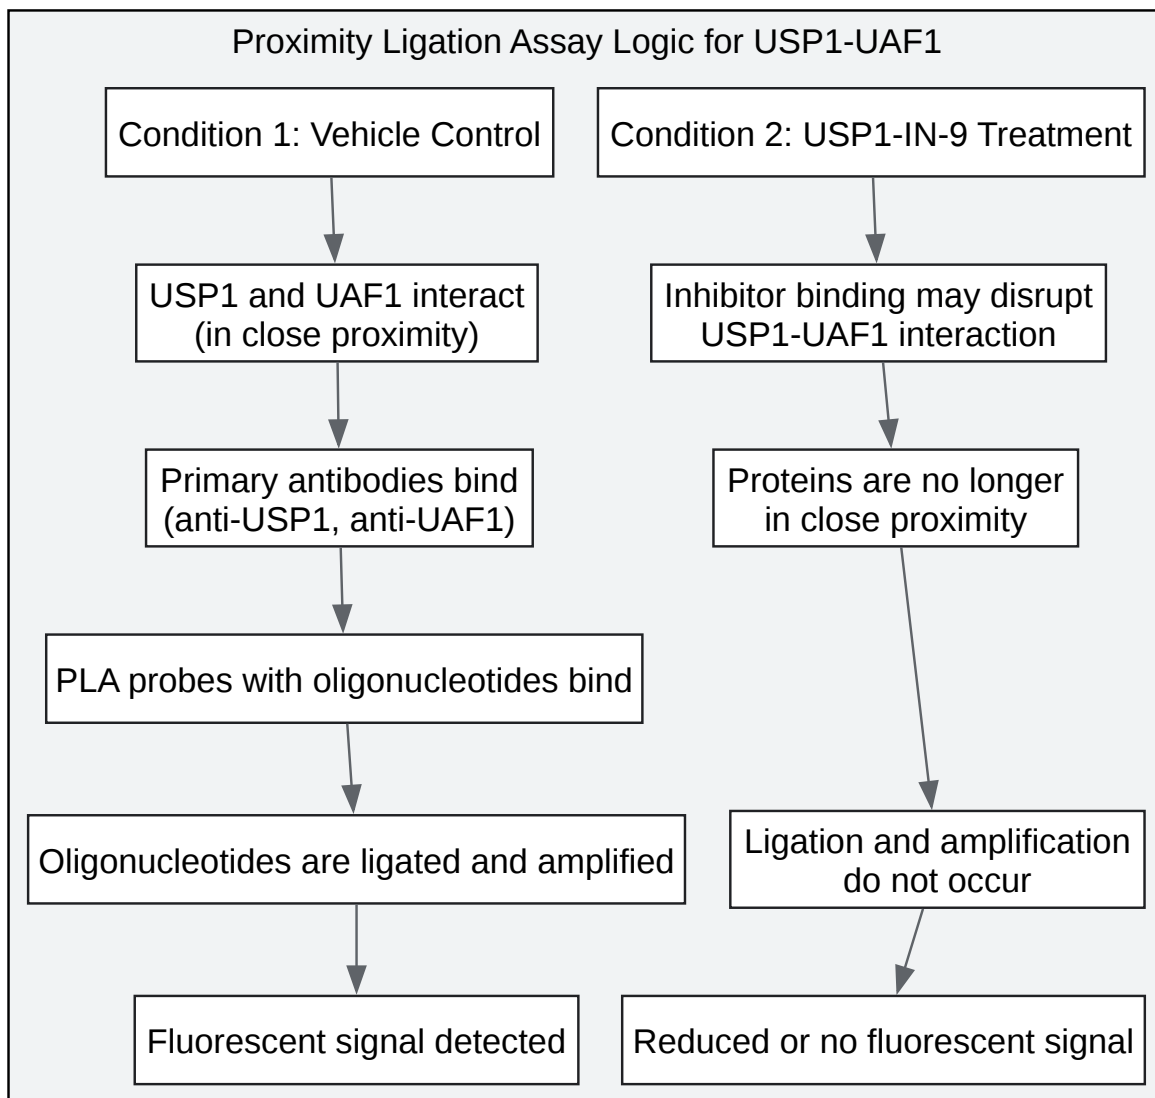 Proximity Ligation Assay Logic for USP1-UAF1
Condition 1: Vehicle Control
USP1 and UAF1 interact
(in close proximity)
Primary antibodies bind
(anti-USP1, anti-UAF1)
PLA probes with oligonucleotides bind
Oligonucleotides are ligated and amplified
Fluorescent signal detected
Condition 2: USP1-IN-9 Treatment
Inhibitor binding may disrupt
USP1-UAF1 interaction
Proteins are no longer
in close proximity
Ligation and amplification
do not occur
Reduced or no fluorescent signal